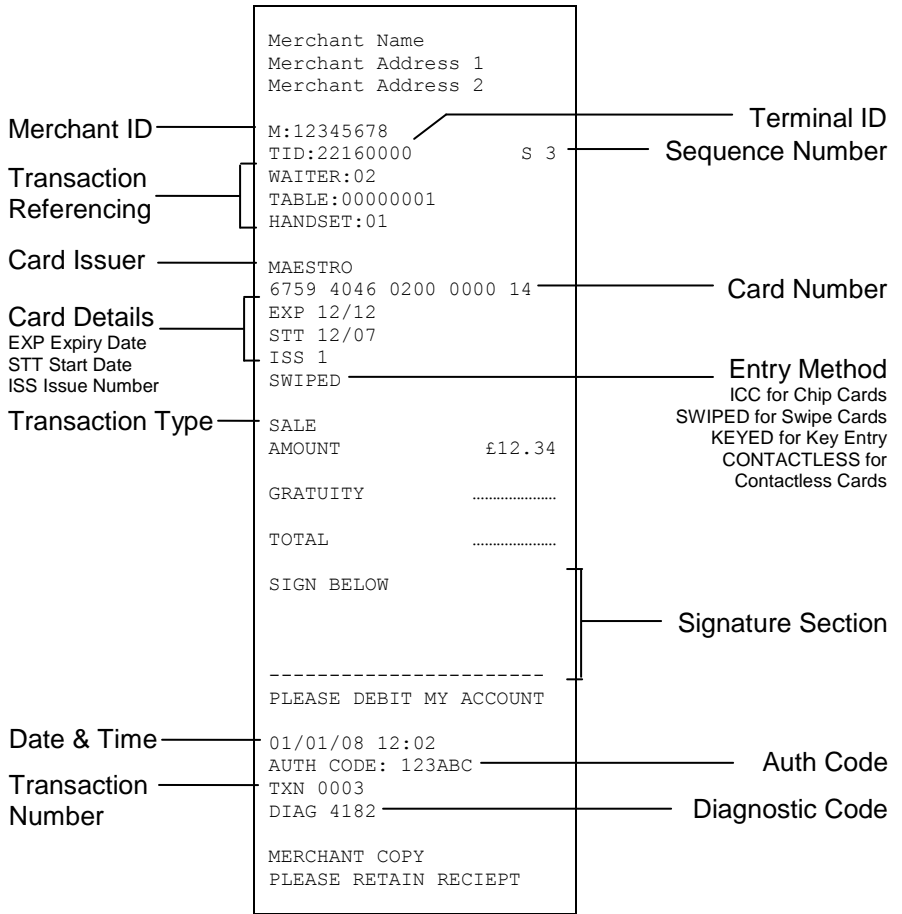 Merchant Name
Merchant Address 1
Merchant Address 2
Merchant ID
M:12345678
Terminal ID
TID:22160000 S 3
Sequence Number
Transaction
Referencing
WAITER:02
TABLE:00000001
HANDSET:01
Card Issuer
MAESTRO
6759 4046 0200 0000 14
Card Number
Card Details
EXP Expiry Date
STT Start Date
ISS Issue Number
EXP 12/12
STT 12/07
ISS 1
SWIPED
Entry Method
ICC for Chip Cards
SWIPED for Swipe Cards
KEYED for Key Entry
CONTACTLESS for
Contactless Cards
Transaction Type
SALE
AMOUNT £12.34
GRATUITY .....................
TOTAL .....................
SIGN BELOW
Signature Section
-----------------------
PLEASE DEBIT MY ACCOUNT
Date & Time
01/01/08 12:02
AUTH CODE: 123ABC
Auth Code
Transaction
Number
TXN 0003
DIAG 4182
Diagnostic Code
MERCHANT COPY
PLEASE RETAIN RECIEPT